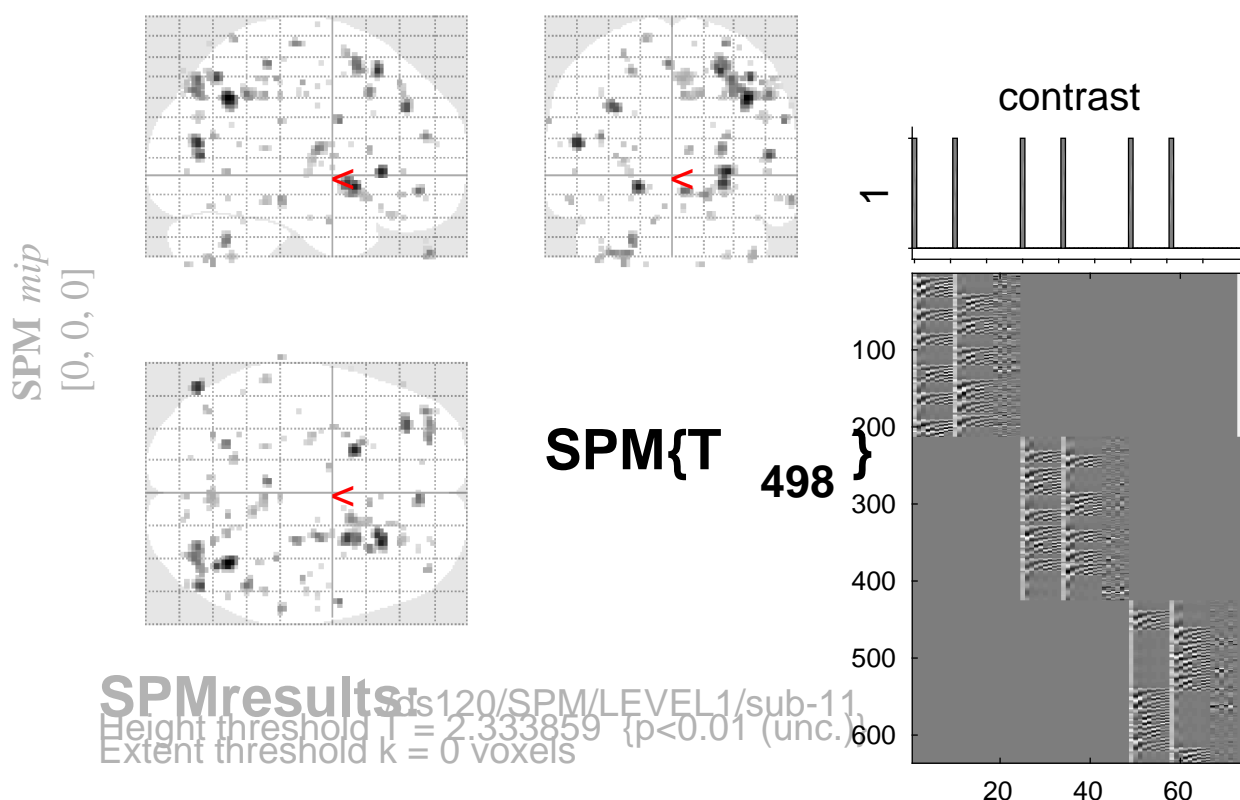 SPM mip
[0, 0, 0]
<
<
<
SPM{T498}
SPMresults: /ds120/SPM/LEVEL1/sub-11
Height threshold T = 2.333859 {p<0.01 (unc.)}
Extent threshold k = 0 voxels
contrast
1
100
200
300
400
500
600
20 40 60